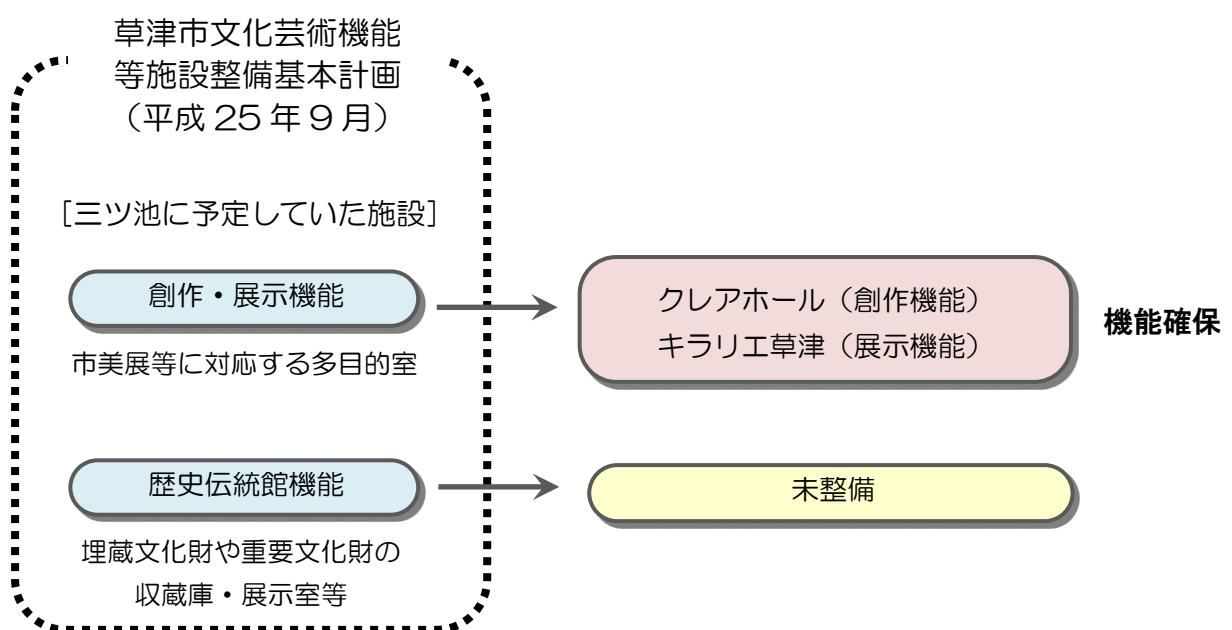 草津市文化芸術機能
等施設整備基本計画
（平成 25 年 9 月）
［三ツ池に予定していた施設］
創作・展示機能
市美展等に対応する多目的室
クレアホール（創作機能）
キラリエ草津（展示機能）
機能確保
歴史伝統館機能
埋蔵文化財や重要文化財の
収蔵庫・展示室等
未整備